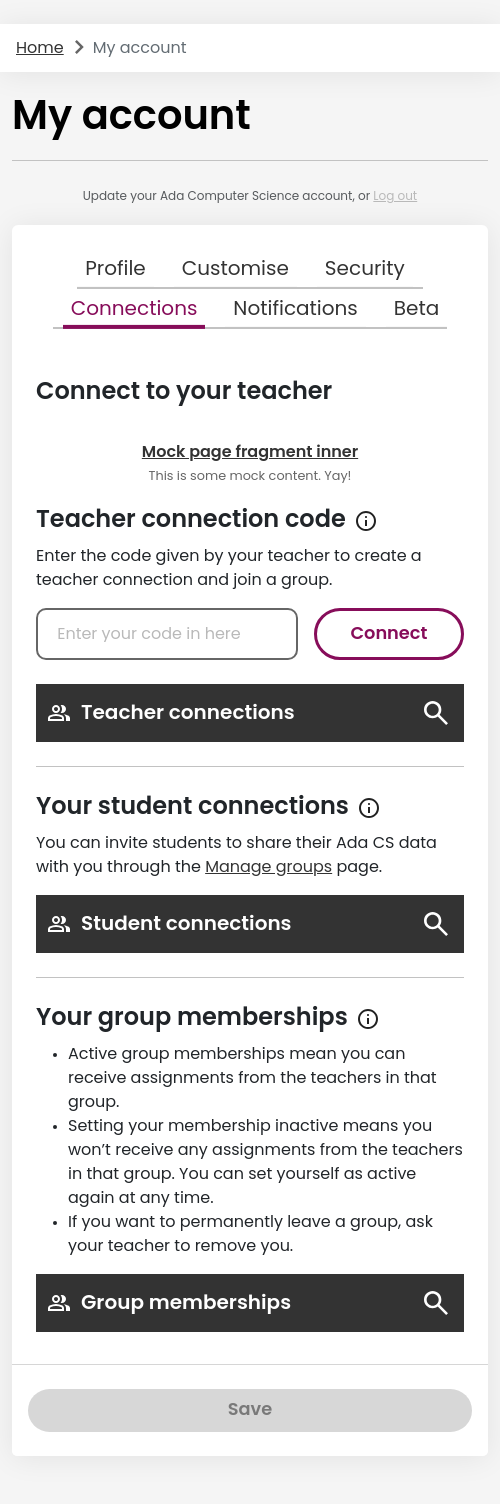 Home
My account
My account
Update your Ada Computer Science account, or Log out
Profile Customise Security
Connections Notifications Beta
Connect to your teacher
Mock page fragment inner
This is some mock content. Yay!
Teacher connection code
Enter the code given by your teacher to create a
teacher connection and join a group.
Enter your code in here
Connect
Teacher connections
Your student connections
You can invite students to share their Ada CS data
with you through the Manage groups page.
Student connections
Your group memberships
• Active group memberships mean you can
receive assignments from the teachers in that
group.
• Setting your membership inactive means you
won’t receive any assignments from the teachers
in that group. You can set yourself as active
again at any time.
• If you want to permanently leave a group, ask
your teacher to remove you.
Group memberships
Save